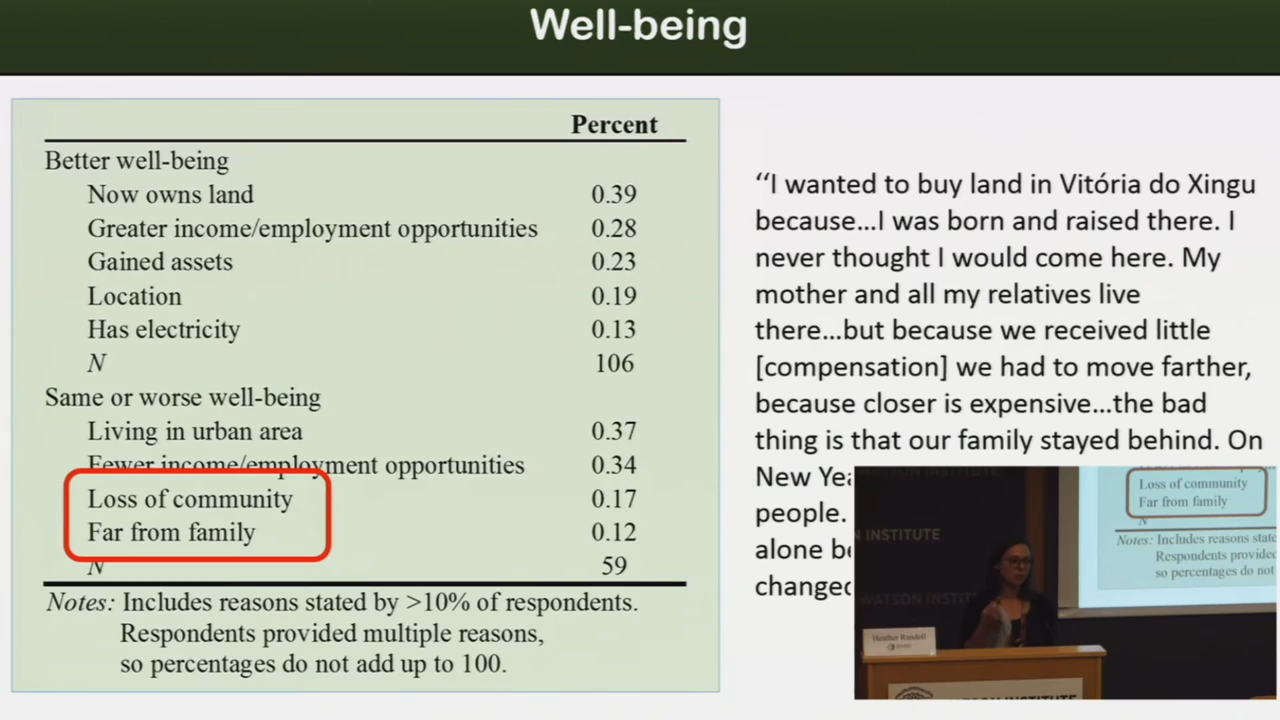 Well-being
Percent
Better well-being
Now owns land 0.39
Greater income/employment opportunities 0.28
Gained assets 0.23
Location 0.19
Has electricity 0.13
N 106
Same or worse well-being
Living in urban area 0.37
Fewer income/employment opportunities 0.34
Loss of community 0.17
Far from family 0.12
N 59
Notes: Includes reasons stated by >10% of respondents.
Respondents provided multiple reasons,
so percentages do not add up to 100.
“I wanted to buy land in Vitória do Xingu
because…I was born and raised there. I
never thought I would come here. My
mother and all my relatives live
there…but because we received little
[compensation] we had to move farther,
because closer is expensive…the bad
thing is that our family stayed behind. On
New
people.
alone
changed
Loss of community
Far from family
N
Notes: Includes reasons
Respondents provided
so percentages do not
INSTITUTE
WATSON
Heather Randell
WATSON INSTITUTE